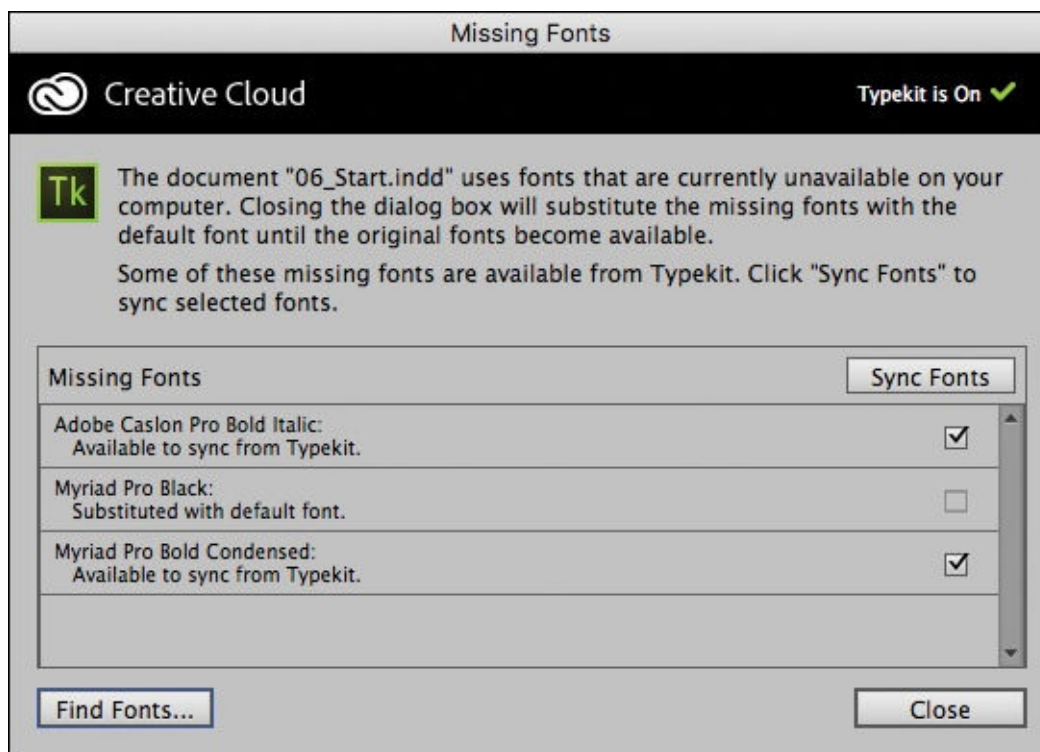 Missing Fonts
Creative Cloud
Typekit is On
Tk
The document "06_Start.indd" uses fonts that are currently unavailable on your
computer. Closing the dialog box will substitute the missing fonts with the
default font until the original fonts become available.
Some of these missing fonts are available from Typekit. Click "Sync Fonts" to
sync selected fonts.
Missing Fonts
Sync Fonts
Adobe Caslon Pro Bold Italic:
Available to sync from Typekit.
Myriad Pro Black:
Substituted with default font.
Myriad Pro Bold Condensed:
Available to sync from Typekit.
Find Fonts...
Close